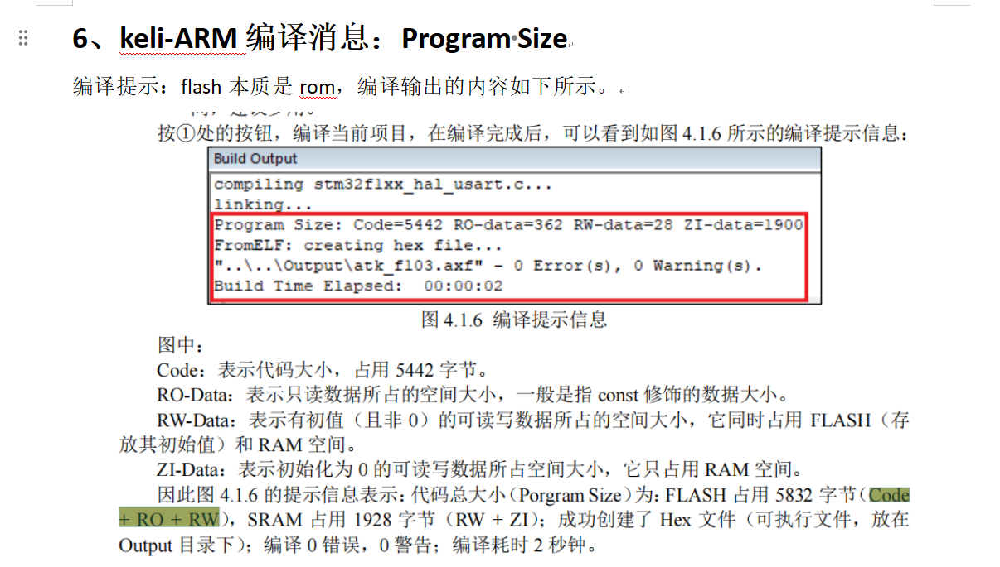 6、keli-ARM 编译消息：Program Size
编译提示：flash 本质是 rom，编译输出的内容如下所示。
按①处的按钮，编译当前项目，在编译完成后，可以看到如图 4.1.6 所示的编译提示信息：
Build Output
compiling stm32f1xx_hal_usart.c...
linking...
Program Size: Code=5442 RO-data=362 RW-data=28 ZI-data=1900
FromELF: creating hex file...
"..\..\Output\atk_f103.axf" - 0 Error(s), 0 Warning(s).
Build Time Elapsed:  00:00:02
图 4.1.6 编译提示信息
图中：
Code：表示代码大小，占用 5442 字节。
RO-Data：表示只读数据所占的空间大小，一般是指 const 修饰的数据大小。
RW-Data：表示有初值（且非 0）的可读写数据所占的空间大小，它同时占用 FLASH（存
放其初始值）和 RAM 空间。
ZI-Data：表示初始化为 0 的可读写数据所占空间大小，它只占用 RAM 空间。
因此图 4.1.6 的提示信息表示：代码总大小（Porgram Size）为：FLASH 占用 5832 字节（Code
+ RO + RW），SRAM 占用 1928 字节（RW + ZI）；成功创建了 Hex 文件（可执行文件，放在
Output 目录下）；编译 0 错误，0 警告；编译耗时 2 秒钟。